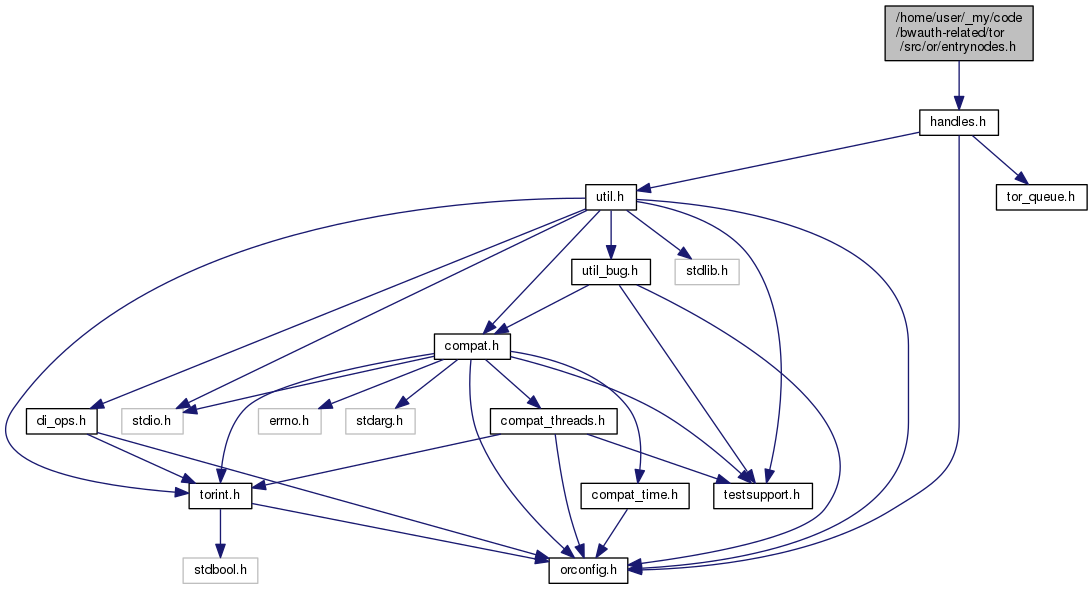 /home/user/_my/code
/bwauth-related/tor
/src/or/entrynodes.h
handles.h
util.h
tor_queue.h
util_bug.h
stdlib.h
compat.h
di_ops.h
stdio.h
errno.h
stdarg.h
compat_threads.h
torint.h
compat_time.h
testsupport.h
stdbool.h
orconfig.h